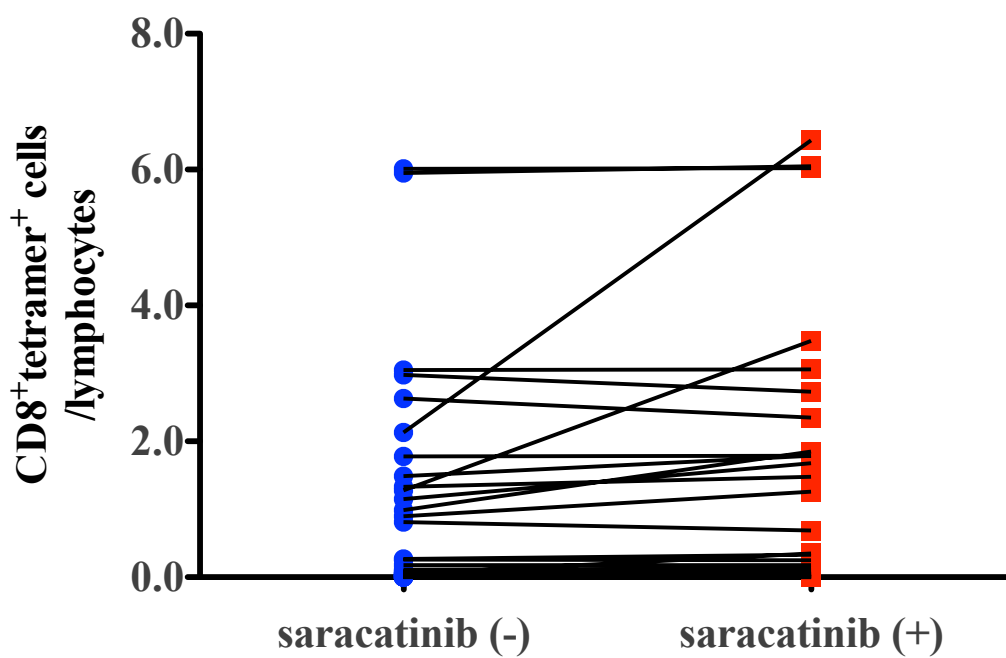 CD8⁺tetramer⁺ cells
/lymphocytes
8.0
6.0
4.0
2.0
0.0
saracatinib (-)
saracatinib (+)